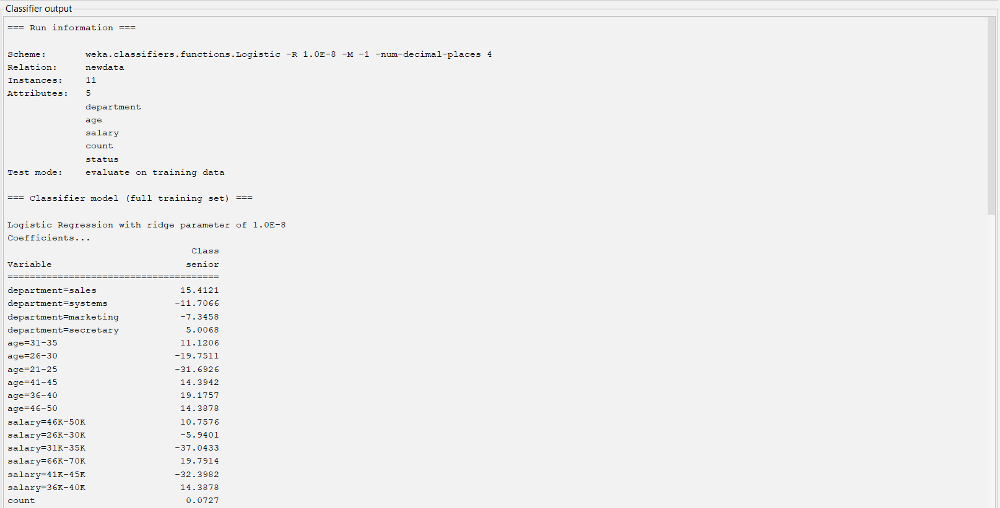 Classifier output
=== Run information ===
Scheme:       weka.classifiers.functions.Logistic -R 1.0E-8 -M -1 -num-decimal-places 4
Relation:     newdata
Instances:    11
Attributes:   5
              department
              age
              salary
              count
              status
Test mode:    evaluate on training data
=== Classifier model (full training set) ===
Logistic Regression with ridge parameter of 1.0E-8
Coefficients...
                                 Class
Variable                        senior
======================================
department=sales               15.4121
department=systems            -11.7066
department=marketing           -7.3458
department=secretary            5.0068
age=31-35                      11.1206
age=26-30                     -19.7511
age=21-25                     -31.6926
age=41-45                      14.3942
age=36-40                      19.1757
age=46-50                      14.3878
salary=46K-50K                 10.7576
salary=26K-30K                 -5.9401
salary=31K-35K                -37.0433
salary=66K-70K                 19.7914
salary=41K-45K                -32.3982
salary=36K-40K                 14.3878
count                           0.0727